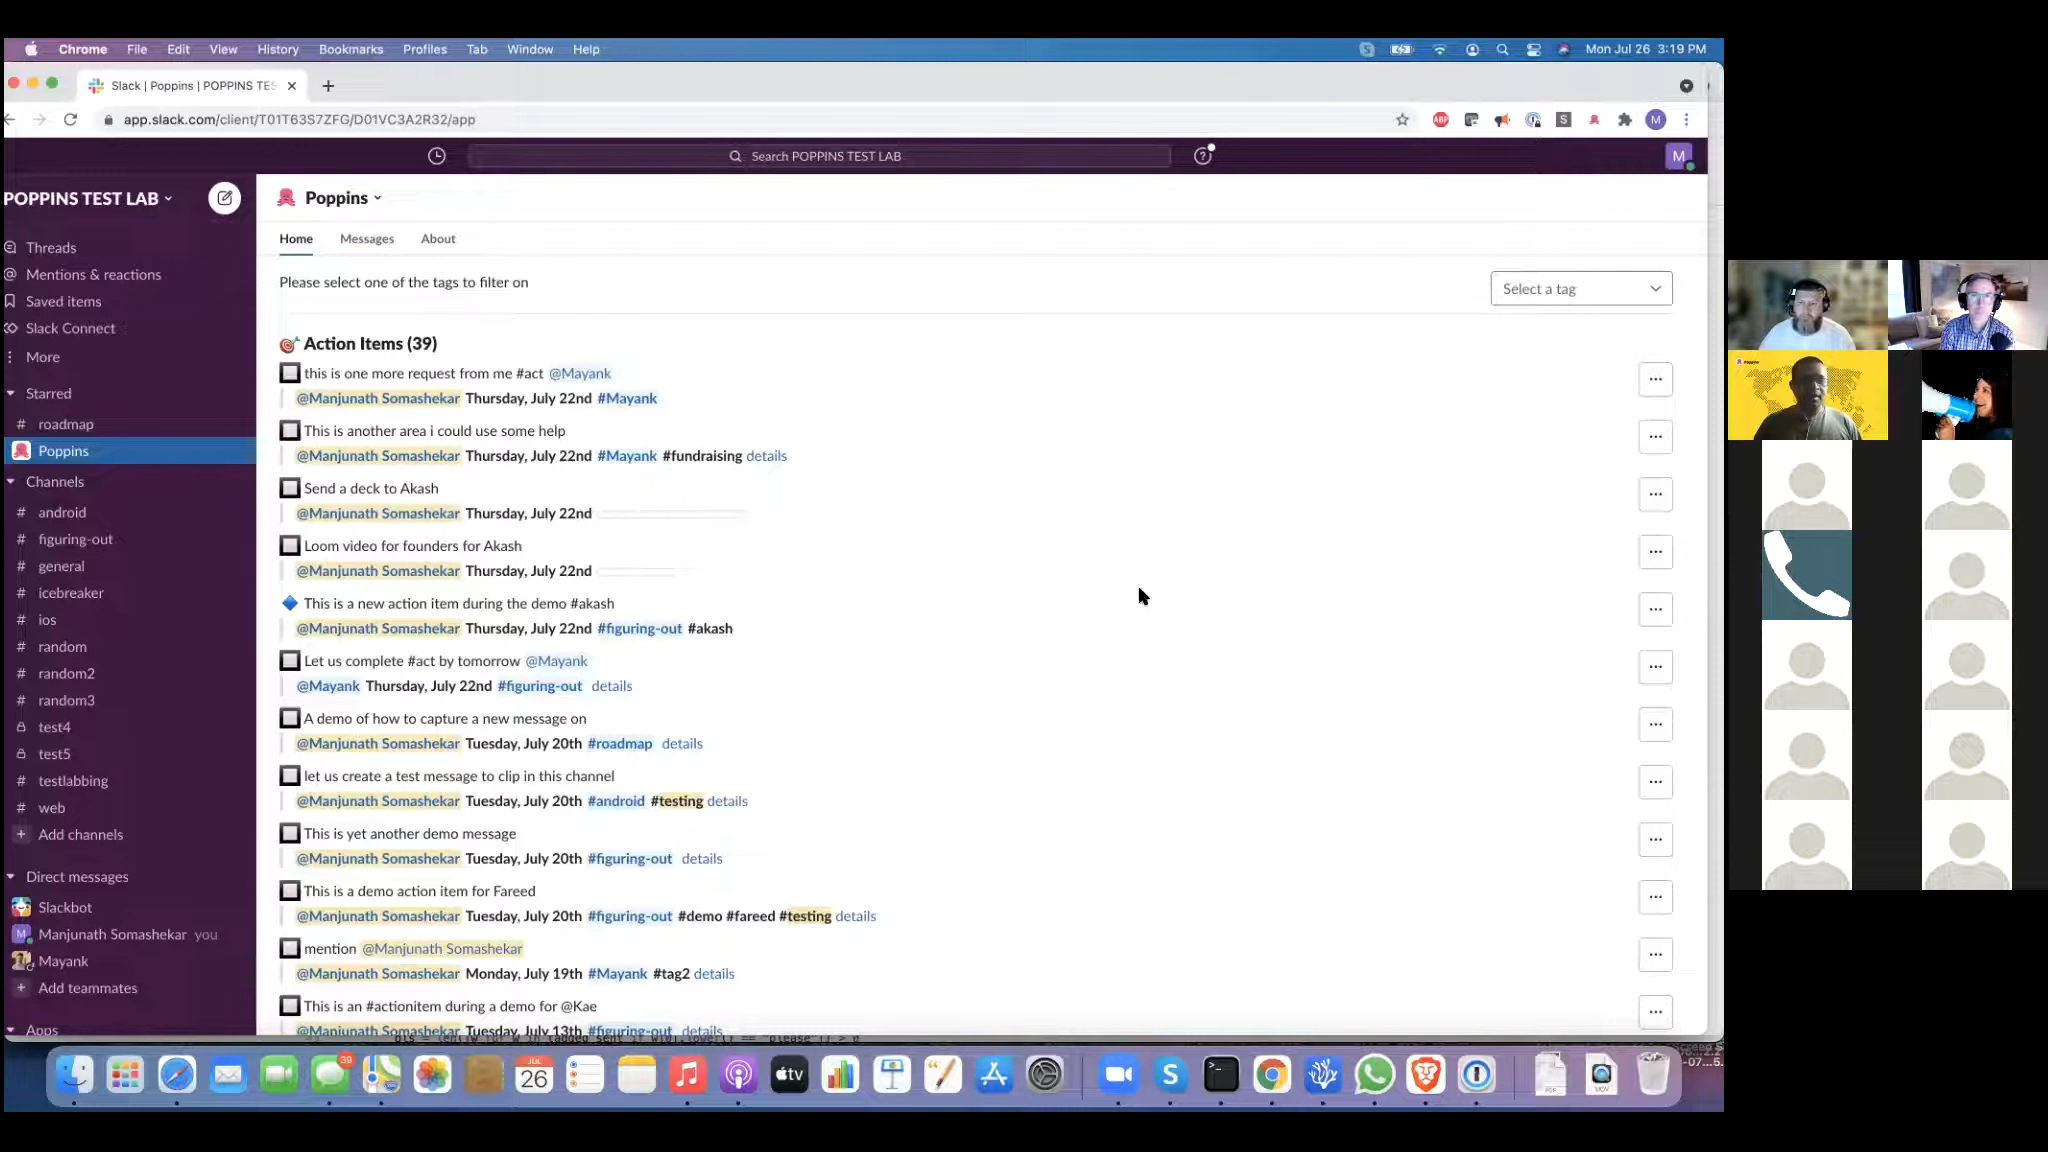 Chrome File Edit View History Bookmarks Profiles Tab Window Help Mon Jul 26 3:19 PM
Slack | Poppins | POPPINS TES
app.slack.com/client/T01T63S7ZFG/D01VC3A2R32/app
ABP S M
Search POPPINS TEST LAB
M
POPPINS TEST LAB
Threads
Mentions & reactions
Saved items
Slack Connect
More
Starred
# roadmap
Poppins
Channels
# android
# figuring-out
# general
# icebreaker
# ios
# random
# random2
# random3
test4
test5
# testlabbing
# web
+ Add channels
Direct messages
Slackbot
Manjunath Somashekar you
Mayank
+ Add teammates
Apps
Poppins
Home Messages About
Please select one of the tags to filter on
Select a tag
Action Items (39)
this is one more request from me #act @Mayank
@Manjunath Somashekar Thursday, July 22nd #Mayank
This is another area i could use some help
@Manjunath Somashekar Thursday, July 22nd #Mayank #fundraising details
Send a deck to Akash
@Manjunath Somashekar Thursday, July 22nd
Loom video for founders for Akash
@Manjunath Somashekar Thursday, July 22nd
This is a new action item during the demo #akash
@Manjunath Somashekar Thursday, July 22nd #figuring-out #akash
Let us complete #act by tomorrow @Mayank
@Mayank Thursday, July 22nd #figuring-out details
A demo of how to capture a new message on
@Manjunath Somashekar Tuesday, July 20th #roadmap details
let us create a test message to clip in this channel
@Manjunath Somashekar Tuesday, July 20th #android #testing details
This is yet another demo message
@Manjunath Somashekar Tuesday, July 20th #figuring-out details
This is a demo action item for Fareed
@Manjunath Somashekar Tuesday, July 20th #figuring-out #demo #fareed #testing details
mention @Manjunath Somashekar
@Manjunath Somashekar Monday, July 19th #Mayank #tag2 details
This is an #actionitem during a demo for @Kae
@Manjunath Somashekar Tuesday, July 13th #figuring-out details
39
JUL
26
tv
Poppins